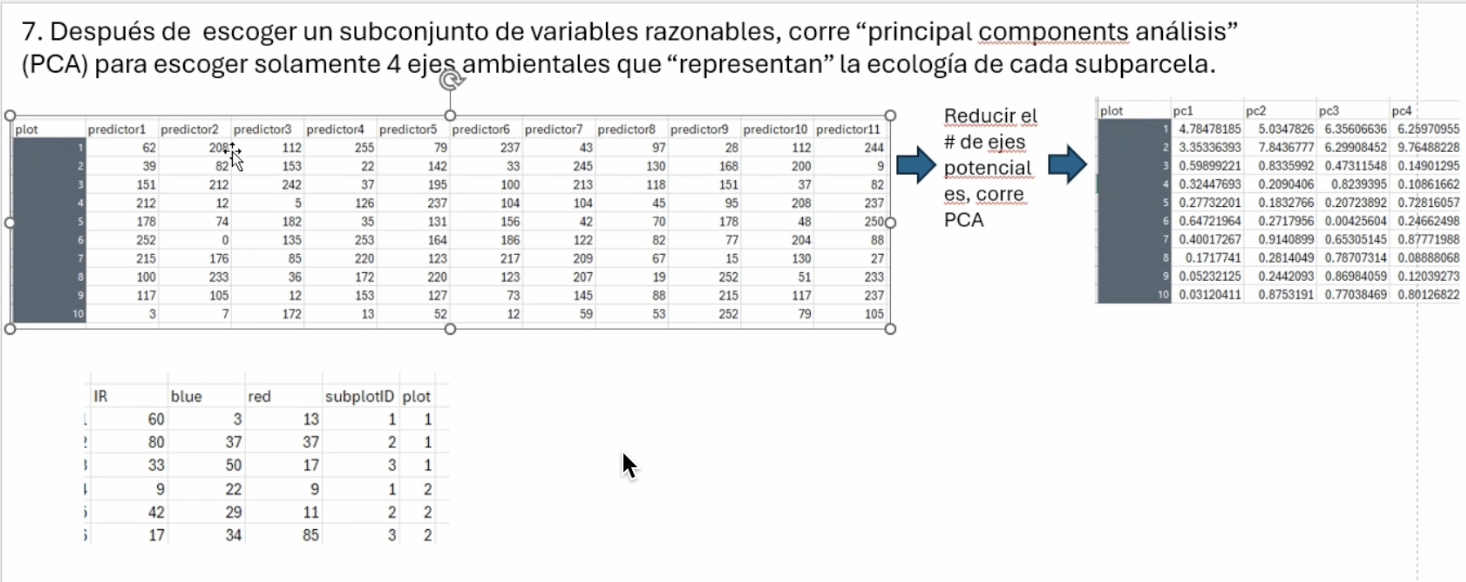 7. Después de  escoger un subconjunto de variables razonables, corre “principal components análisis”
(PCA) para escoger solamente 4 ejes ambientales que “representan” la ecología de cada subparcela.
plot predictor1 predictor2 predictor3 predictor4 predictor5 predictor6 predictor7 predictor8 predictor9 predictor10 predictor11
1 62 208 112 255 79 237 43 97 28 112 244
2 39 82 153 22 142 33 245 130 168 200 9
3 151 212 242 37 195 100 213 118 151 37 82
4 212 12 5 126 237 104 104 45 95 208 237
5 178 74 182 35 131 156 42 70 178 48 250
6 252 0 135 253 164 186 122 82 77 204 88
7 215 176 85 220 123 217 209 67 15 130 27
8 100 233 36 172 220 123 207 19 252 51 233
9 117 105 12 153 127 73 145 88 215 117 237
10 3 7 172 13 52 12 59 53 252 79 105
Reducir el
# de ejes
potencial
es, corre
PCA
plot pc1 pc2 pc3 pc4
1 4.78478185 5.0347826 6.35606636 6.25970955
2 3.35336393 7.8436777 6.29908452 9.76488228
3 0.59899221 0.8335992 0.47311548 0.14901295
4 0.32447693 0.2090406 0.8239395 0.10861662
5 0.27732201 0.1832766 0.20723892 0.72816057
6 0.64721964 0.2717956 0.00425604 0.24662498
7 0.40017267 0.9140899 0.65305145 0.87771988
8 0.1717741 0.2814049 0.78707314 0.08888068
9 0.05232125 0.2442093 0.86984059 0.12039273
10 0.03120411 0.8753191 0.77038469 0.80126822
IR blue red subplotID plot
60 3 13 1 1
80 37 37 2 1
33 50 17 3 1
9 22 9 1 2
42 29 11 2 2
17 34 85 3 2